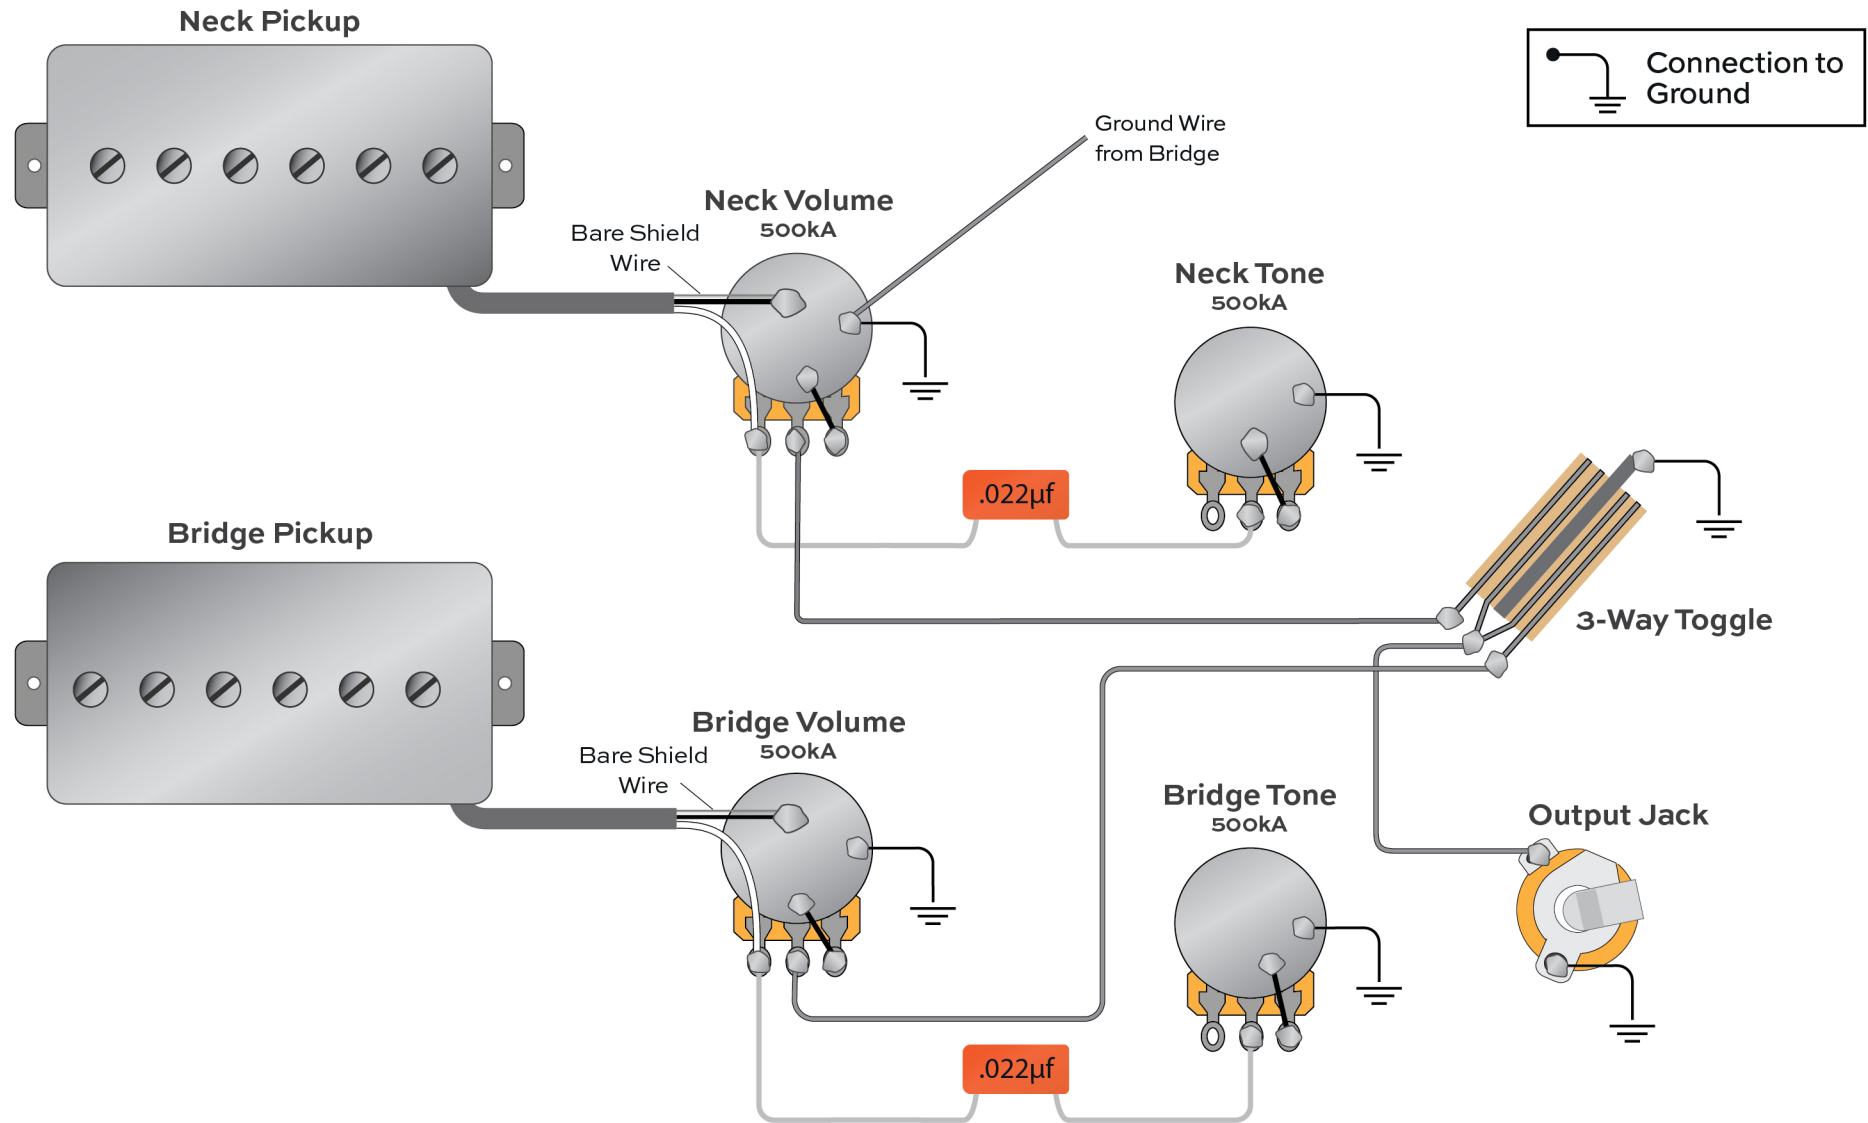 Neck Pickup
Connection to
Ground
Ground Wire
from Bridge
Neck Volume
500kA
Bare Shield
Wire
Neck Tone
500kA
.022µf
Bridge Pickup
3-Way Toggle
Bridge Volume
500kA
Bare Shield
Wire
Bridge Tone
500kA
Output Jack
.022µf